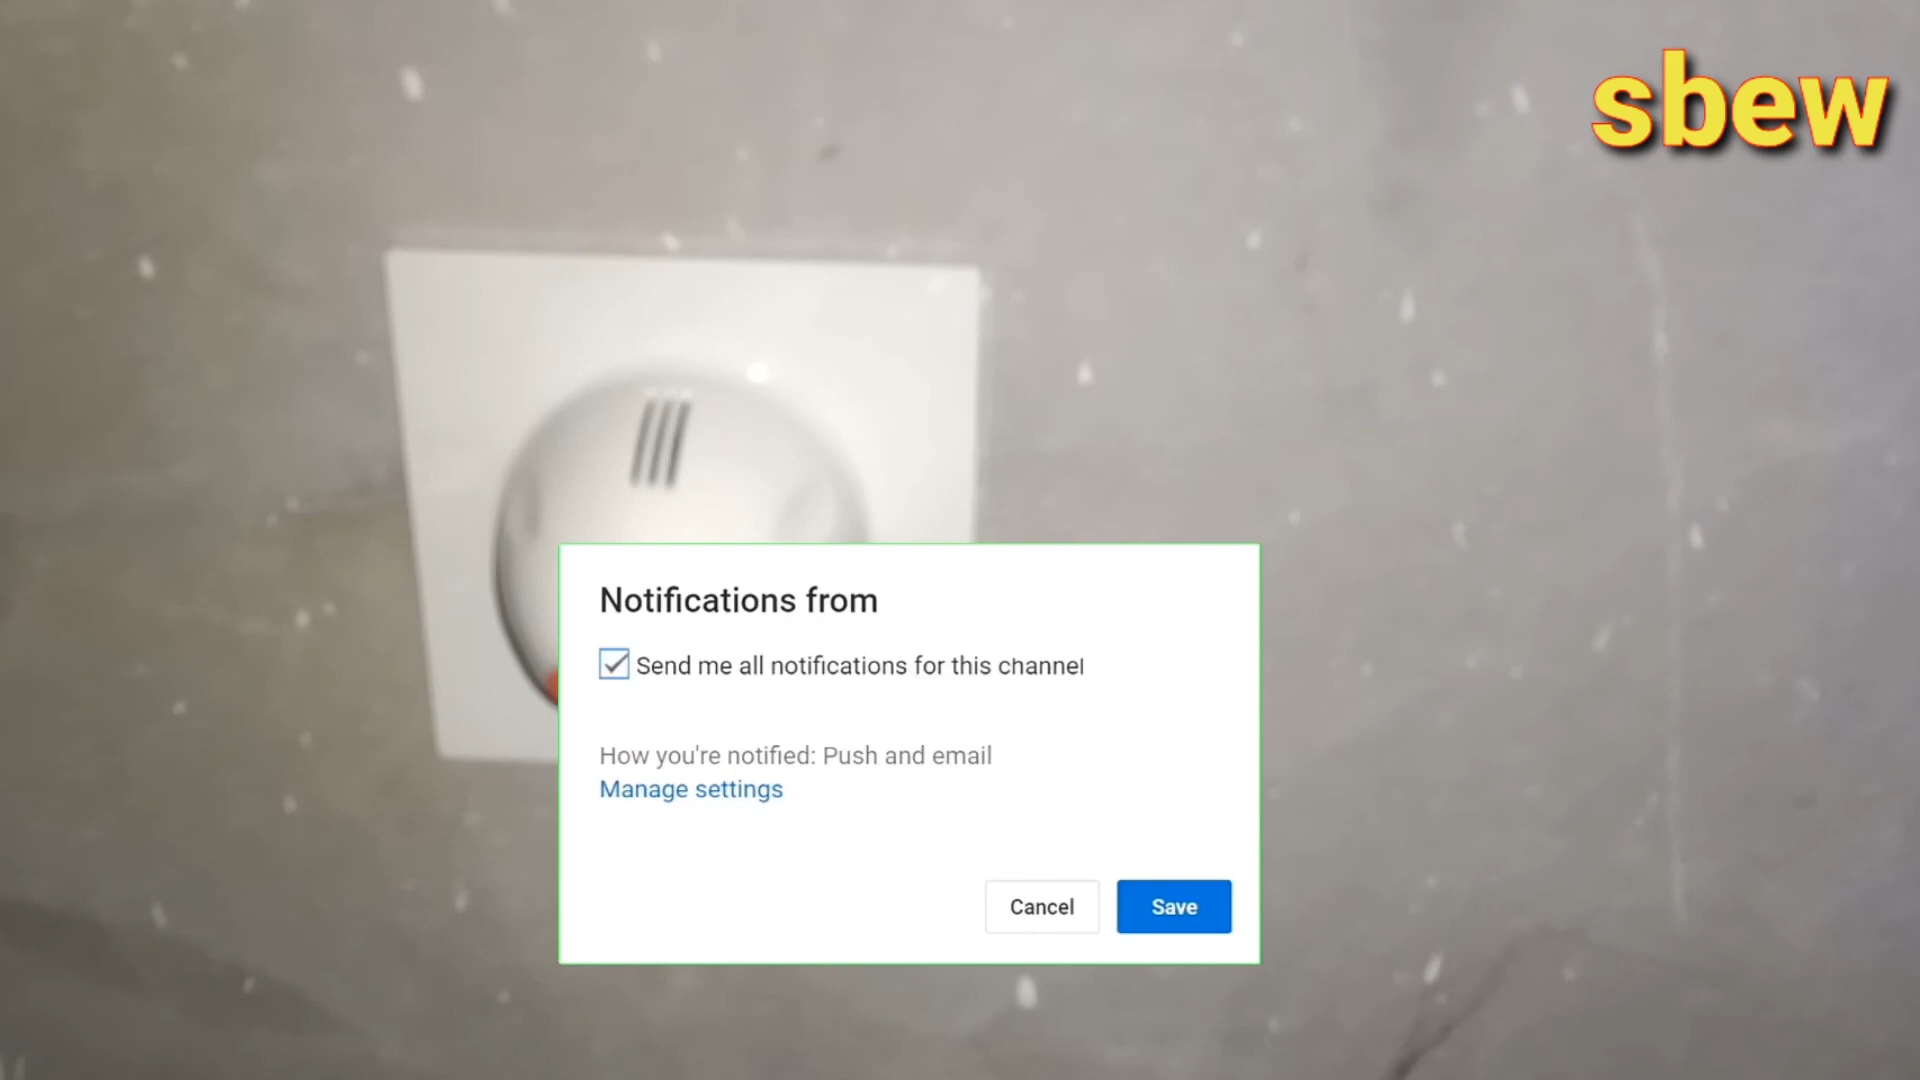 sbew
Notifications from
Send me all notifications for this channel
How you're notified: Push and email
Manage settings
Cancel
Save